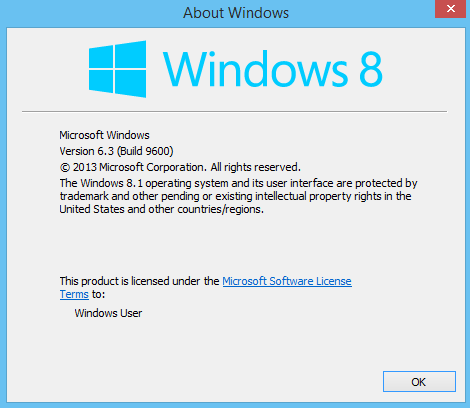 About Windows
Windows 8
Microsoft Windows
Version 6.3 (Build 9600)
© 2013 Microsoft Corporation. All rights reserved.
The Windows 8.1 operating system and its user interface are protected by
trademark and other pending or existing intellectual property rights in the
United States and other countries/regions.
This product is licensed under the Microsoft Software License
Terms to:
Windows User
OK